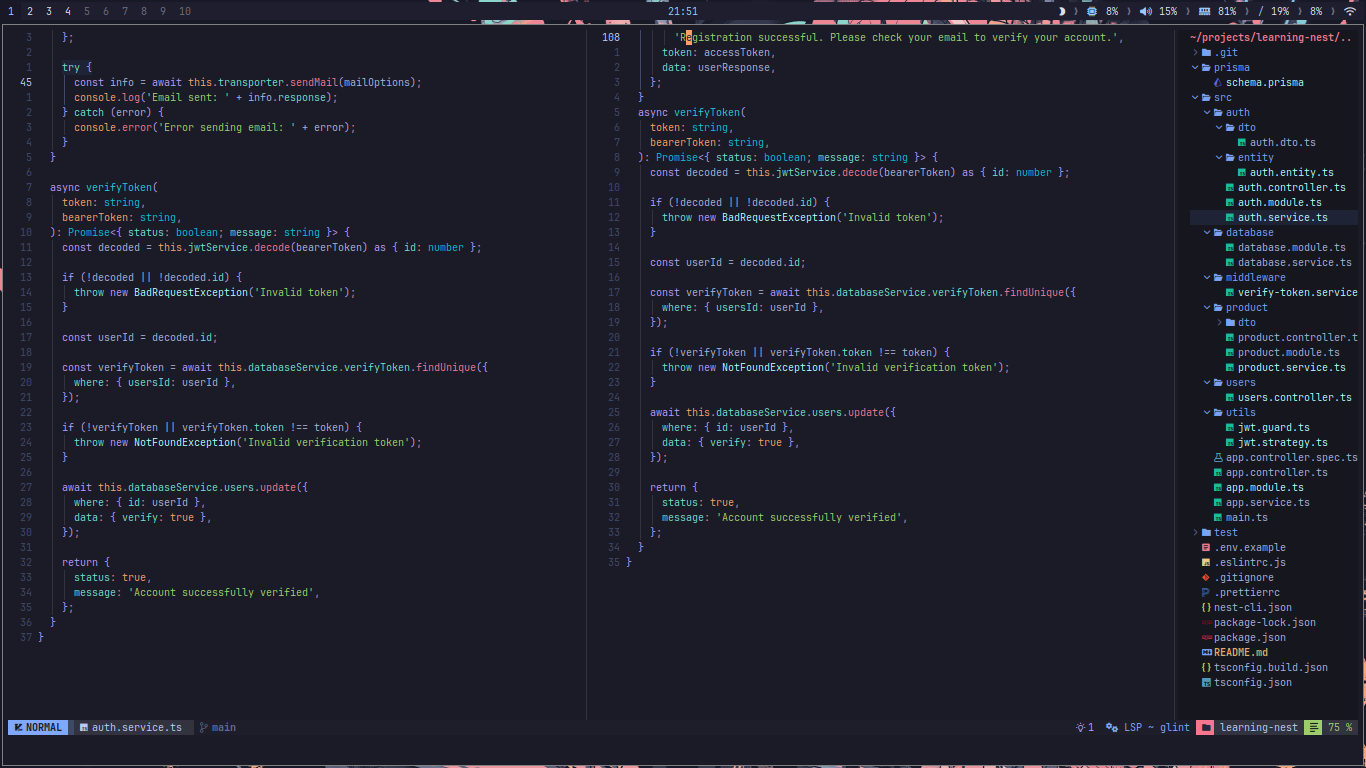 1 2 3 4 5 6 7 8 9 10
21:51
8% 15% 81% / 19% 8%
3 };
2
1 try {
45 const info = await this.transporter.sendMail(mailOptions);
1 console.log('Email sent: ' + info.response);
2 } catch (error) {
3 console.error('Error sending email: ' + error);
4 }
5 }
6
7 async verifyToken(
8 token: string,
9 bearerToken: string,
10 ): Promise<{ status: boolean; message: string }> {
11 const decoded = this.jwtService.decode(bearerToken) as { id: number };
12
13 if (!decoded || !decoded.id) {
14 throw new BadRequestException('Invalid token');
15 }
16
17 const userId = decoded.id;
18
19 const verifyToken = await this.databaseService.verifyToken.findUnique({
20 where: { usersId: userId },
21 });
22
23 if (!verifyToken || verifyToken.token !== token) {
24 throw new NotFoundException('Invalid verification token');
25 }
26
27 await this.databaseService.users.update({
28 where: { id: userId },
29 data: { verify: true },
30 });
31
32 return {
33 status: true,
34 message: 'Account successfully verified',
35 };
36 }
37 }
108 'Registration successful. Please check your email to verify your account.',
1 token: accessToken,
2 data: userResponse,
3 };
4 }
5 async verifyToken(
6 token: string,
7 bearerToken: string,
8 ): Promise<{ status: boolean; message: string }> {
9 const decoded = this.jwtService.decode(bearerToken) as { id: number };
10
11 if (!decoded || !decoded.id) {
12 throw new BadRequestException('Invalid token');
13 }
14
15 const userId = decoded.id;
16
17 const verifyToken = await this.databaseService.verifyToken.findUnique({
18 where: { usersId: userId },
19 });
20
21 if (!verifyToken || verifyToken.token !== token) {
22 throw new NotFoundException('Invalid verification token');
23 }
24
25 await this.databaseService.users.update({
26 where: { id: userId },
27 data: { verify: true },
28 });
29
30 return {
31 status: true,
32 message: 'Account successfully verified',
33 };
34 }
35 }
~/projects/learning-nest/..
.git
prisma
schema.prisma
src
auth
dto
auth.dto.ts
entity
auth.entity.ts
auth.controller.ts
auth.module.ts
auth.service.ts
database
database.module.ts
database.service.ts
middleware
verify-token.service
product
dto
product.controller.t
product.module.ts
product.service.ts
users
users.controller.ts
utils
jwt.guard.ts
jwt.strategy.ts
app.controller.spec.ts
app.controller.ts
app.module.ts
app.service.ts
main.ts
test
.env.example
.eslintrc.js
.gitignore
.prettierrc
nest-cli.json
package-lock.json
package.json
README.md
tsconfig.build.json
tsconfig.json
NORMAL auth.service.ts main
1 LSP ~ glint learning-nest 75 %